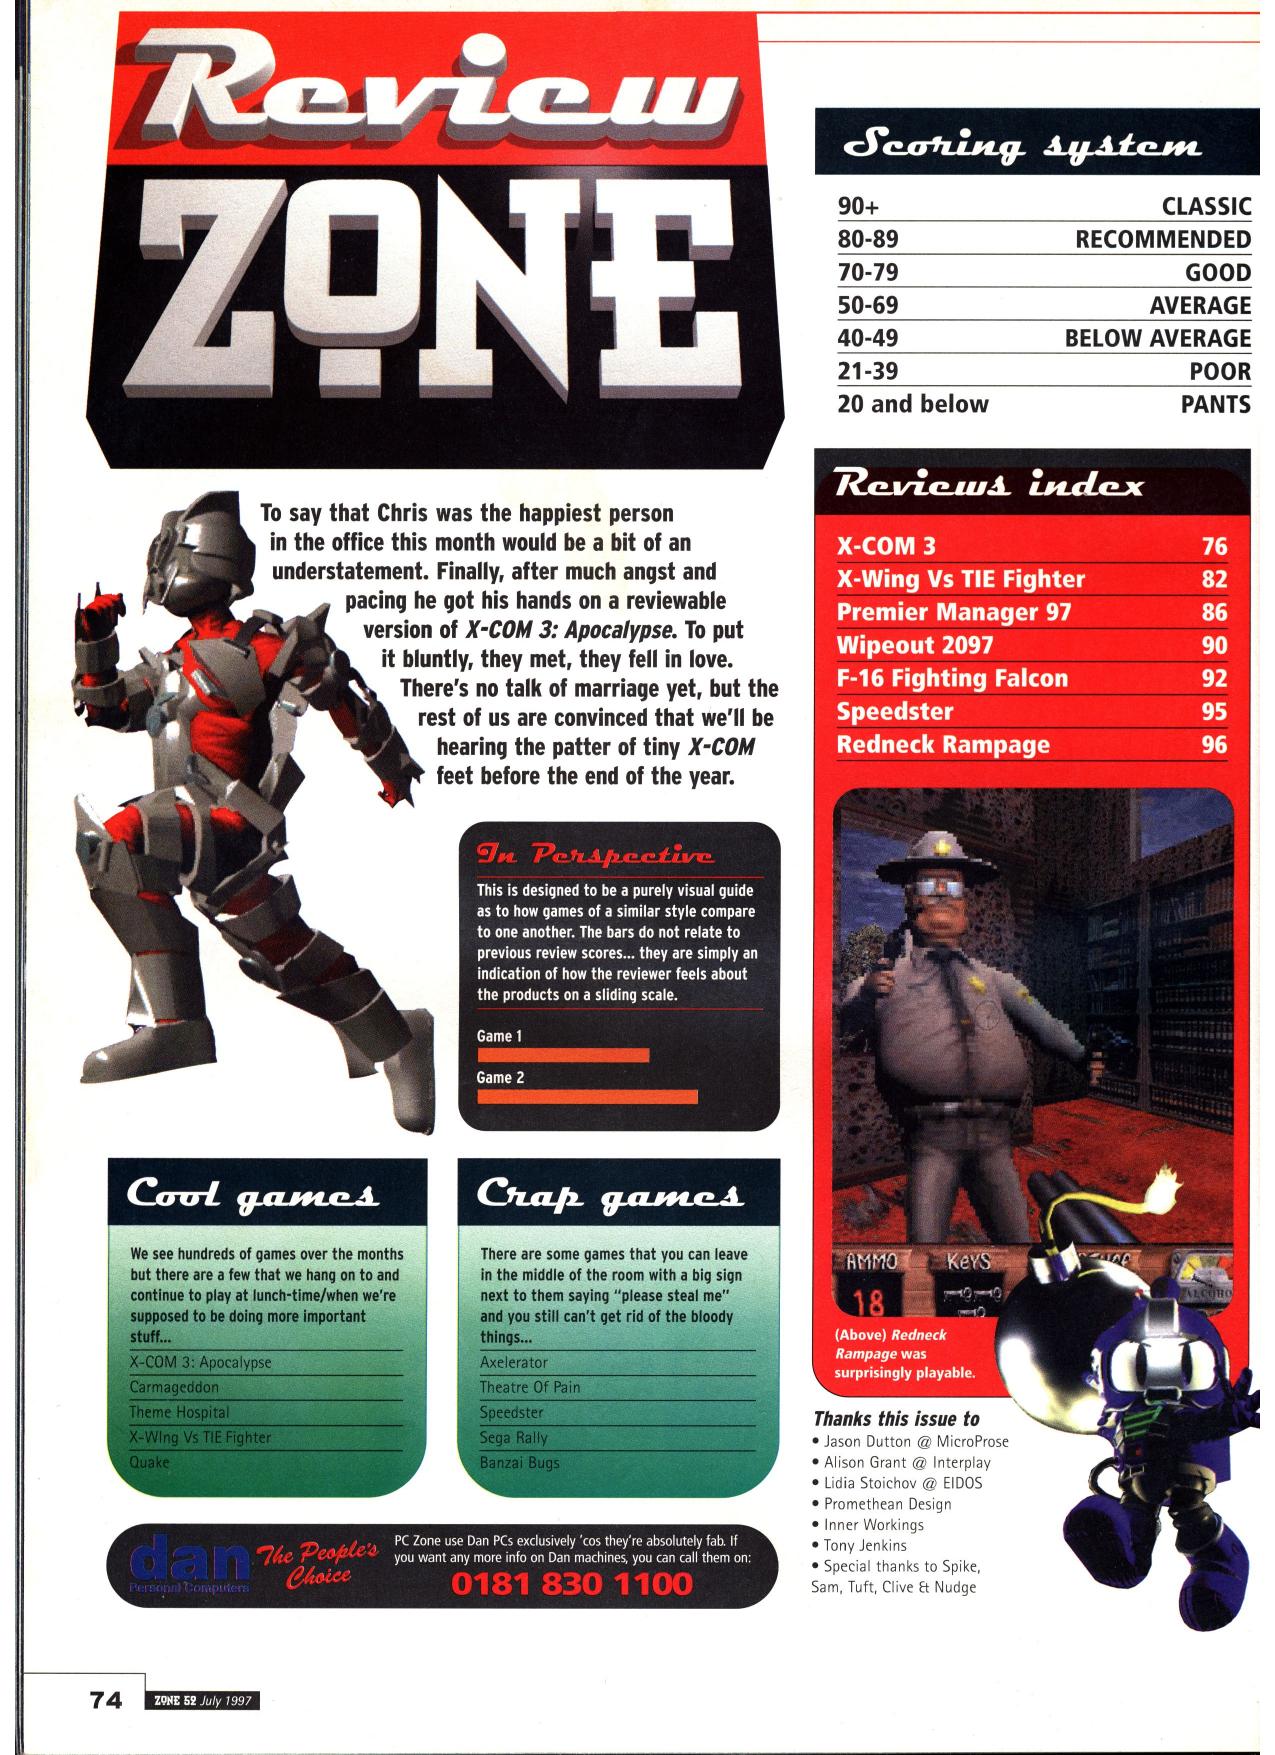 Review
ZONE
To say that Chris was the happiest person
in the office this month would be a bit of an
understatement. Finally, after much angst and
pacing he got his hands on a reviewable
version of X-COM 3: Apocalypse. To put
it bluntly, they met, they fell in love.
There's no talk of marriage yet, but the
rest of us are convinced that we'll be
hearing the patter of tiny X-COM
feet before the end of the year.
In Perspective
This is designed to be a purely visual guide
as to how games of a similar style compare
to one another. The bars do not relate to
previous review scores... they are simply an
indication of how the reviewer feels about
the products on a sliding scale.
Game 1
Game 2
Cool games
We see hundreds of games over the months
but there are a few that we hang on to and
continue to play at lunch-time/when we're
supposed to be doing more important
stuff...
X-COM 3: Apocalypse
Carmageddon
Theme Hospital
X-WIng Vs TIE Fighter
Quake
Crap games
There are some games that you can leave
in the middle of the room with a big sign
next to them saying "please steal me"
and you still can't get rid of the bloody
things...
Axelerator
Theatre Of Pain
Speedster
Sega Rally
Banzai Bugs
dan
Personal Computers
The People's
Choice
PC Zone use Dan PCs exclusively 'cos they're absolutely fab. If
you want any more info on Dan machines, you can call them on:
0181 830 1100
Scoring system
90+ CLASSIC
80-89 RECOMMENDED
70-79 GOOD
50-69 AVERAGE
40-49 BELOW AVERAGE
21-39 POOR
20 and below PANTS
Reviews index
X-COM 3 76
X-Wing Vs TIE Fighter 82
Premier Manager 97 86
Wipeout 2097 90
F-16 Fighting Falcon 92
Speedster 95
Redneck Rampage 96
AMMO KEYS
18
(Above) Redneck
Rampage was
surprisingly playable.
Thanks this issue to
• Jason Dutton @ MicroProse
• Alison Grant @ Interplay
• Lidia Stoichov @ EIDOS
• Promethean Design
• Inner Workings
• Tony Jenkins
• Special thanks to Spike,
Sam, Tuft, Clive & Nudge
74 ZONE 52 July 1997